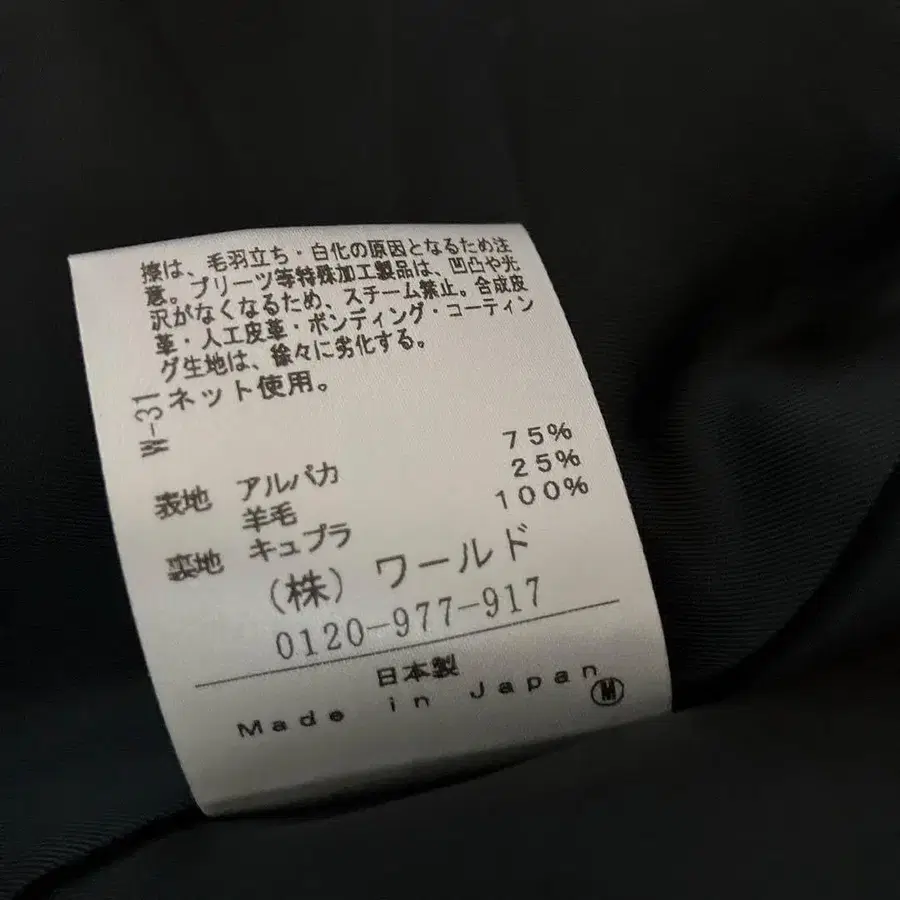 擦は、毛羽立ち・白化の原因となるため注
意。プリーツ等特殊加工製品は、凹凸や光
沢がなくなるため、スチーム禁止。合成皮
革・人工皮革・ボンディング・コーティン
グ生地は、徐々に劣化する。
W-31 ネット使用。
表地 アルパカ 75%
羊毛 25%
裏地 キュプラ 100%
(株) ワールド
0120-977-917
日本製
Made in Japan
M